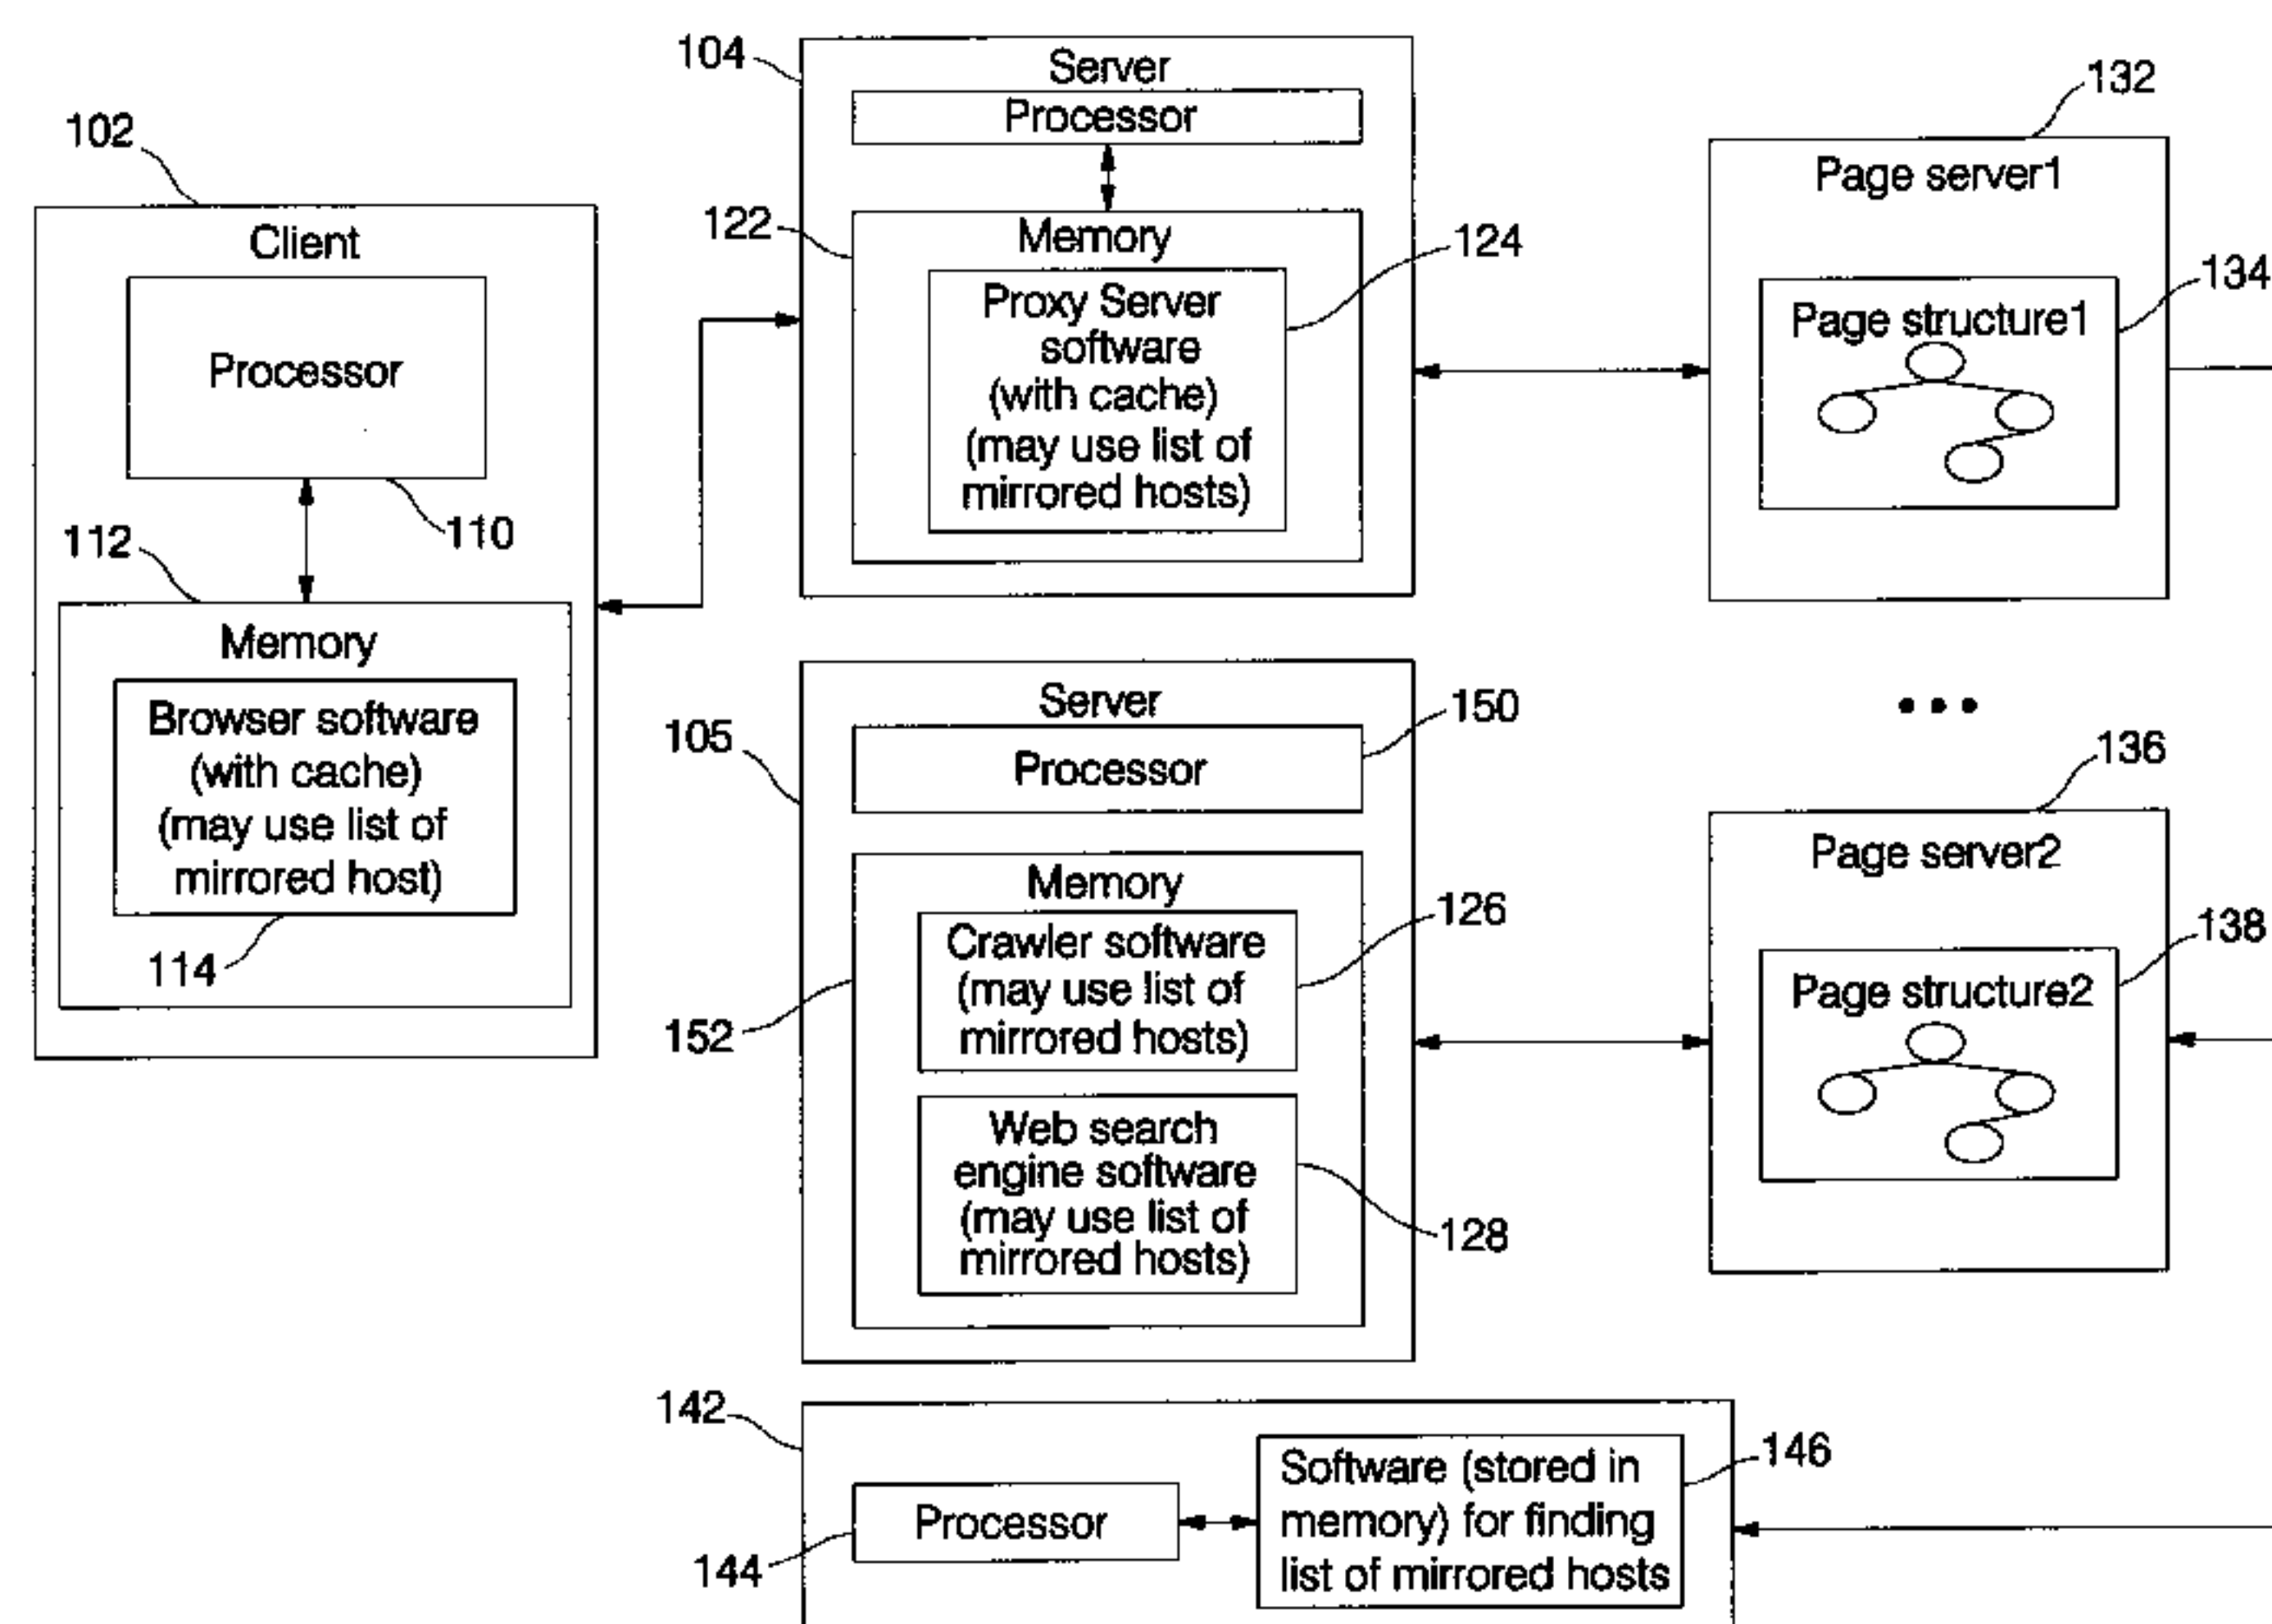 102
Client
Processor
110
112
Memory
Browser software
(with cache)
(may use list of
mirrored host)
114
104
Server
Processor
122
Memory
124
Proxy Server
software
(with cache)
(may use list of
mirrored hosts)
105
Server
150
Processor
Memory
126
Crawler software
(may use list of
mirrored hosts)
152
Web search
engine software
(may use list of
mirrored hosts)
128
132
Page server1
134
Page structure1
•••
136
Page server2
138
Page structure2
142
Processor
144
146
Software (stored in
memory) for finding
list of mirrored hosts